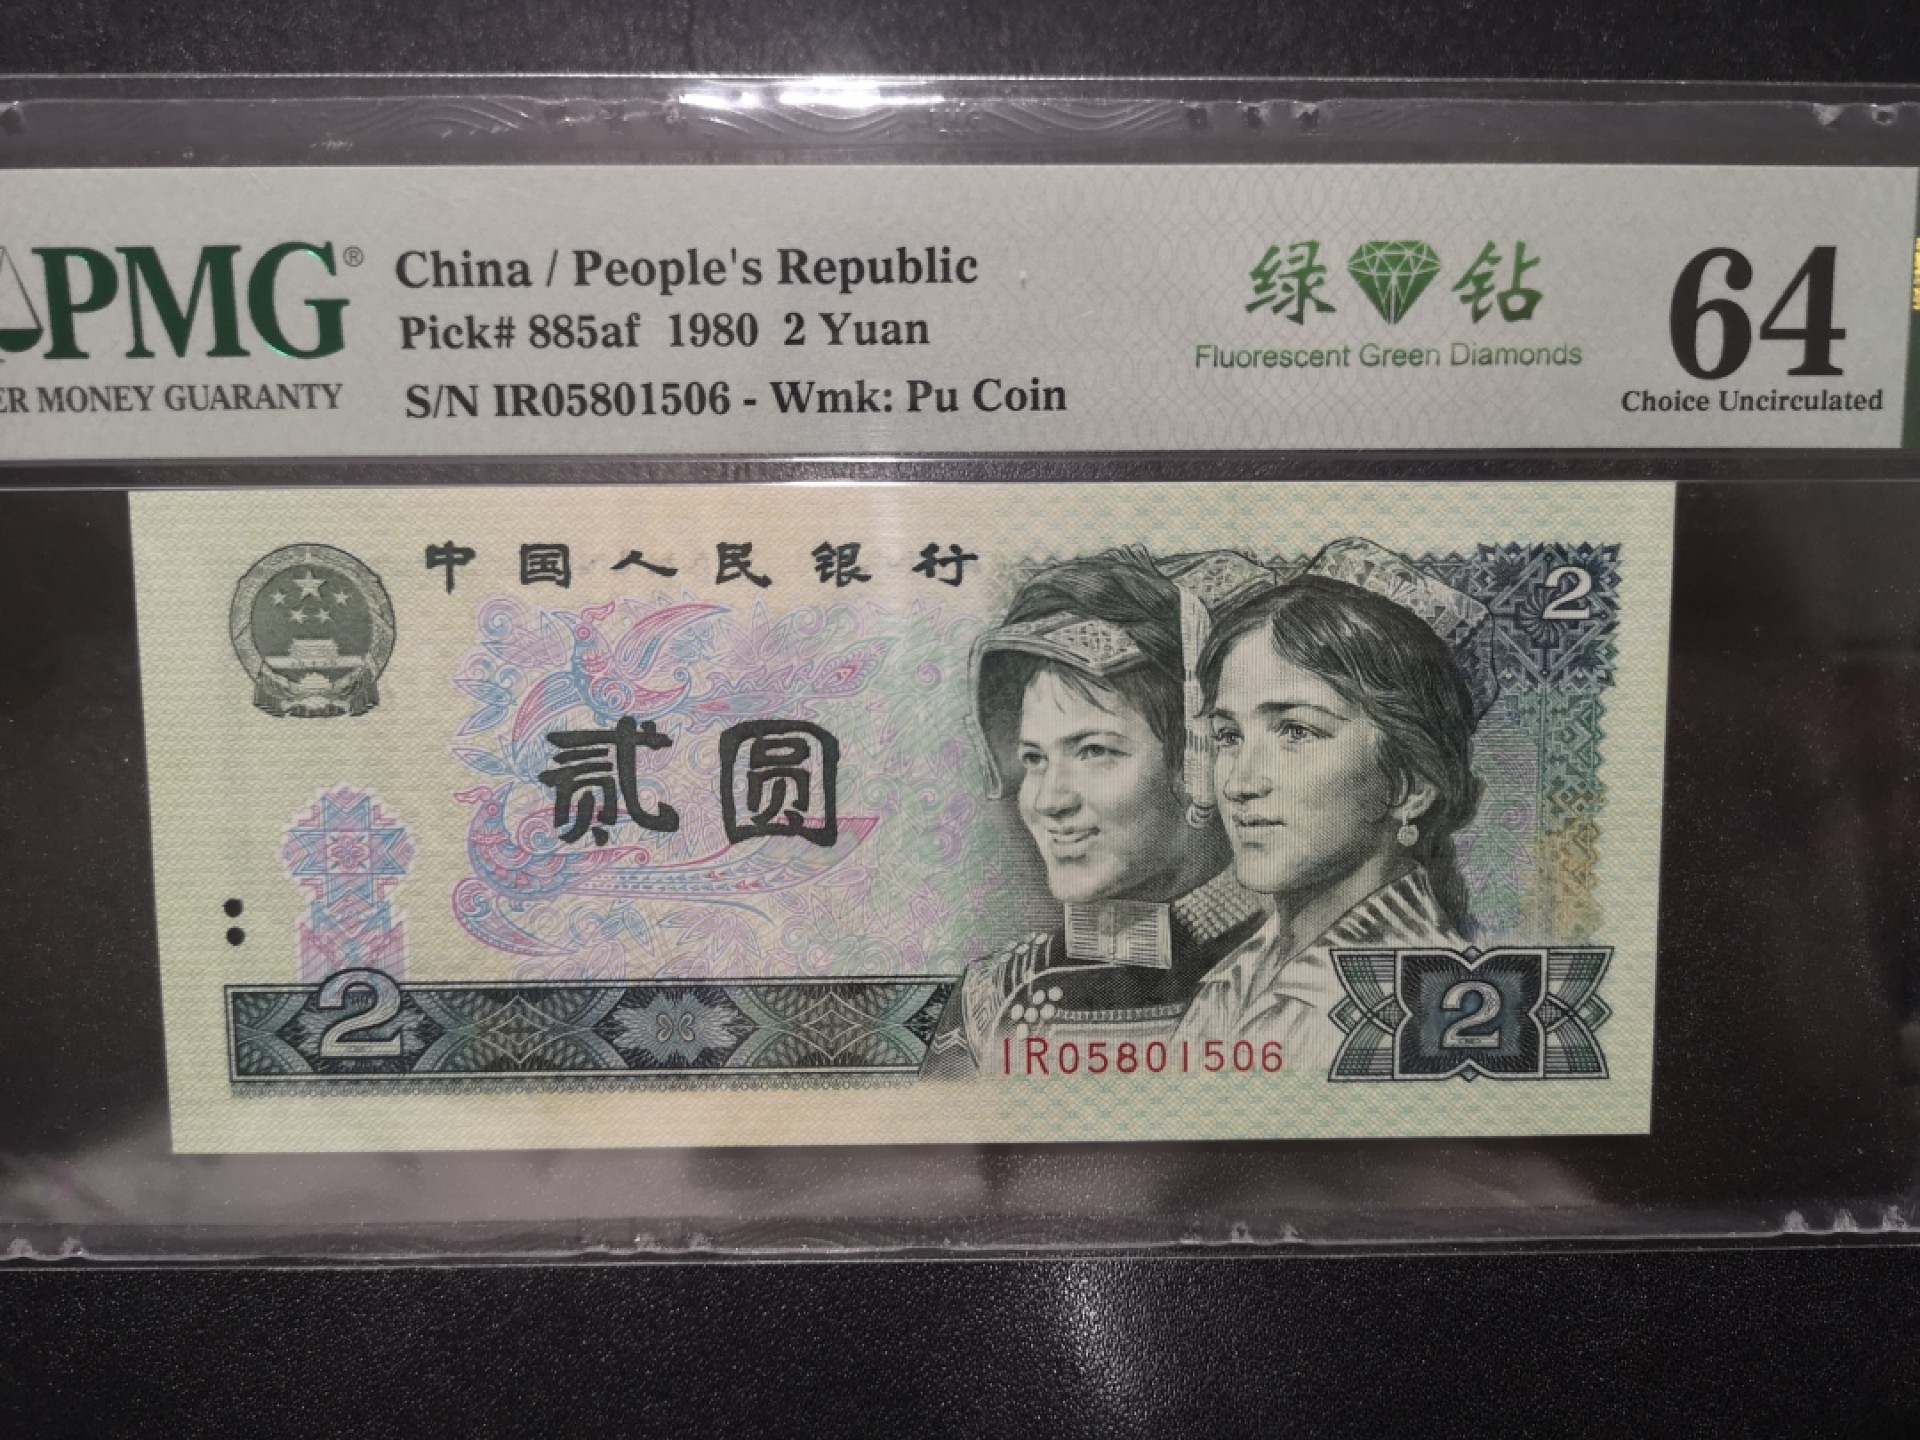 PMG®
ER MONEY GUARANTY
China / People's Republic
Pick# 885af 1980 2 Yuan
S/N IR05801506 - Wmk: Pu Coin
绿 钻
Fluorescent Green Diamonds
64
Choice Uncirculated
中国人民银行
2
贰圆
2
2
IR05801506